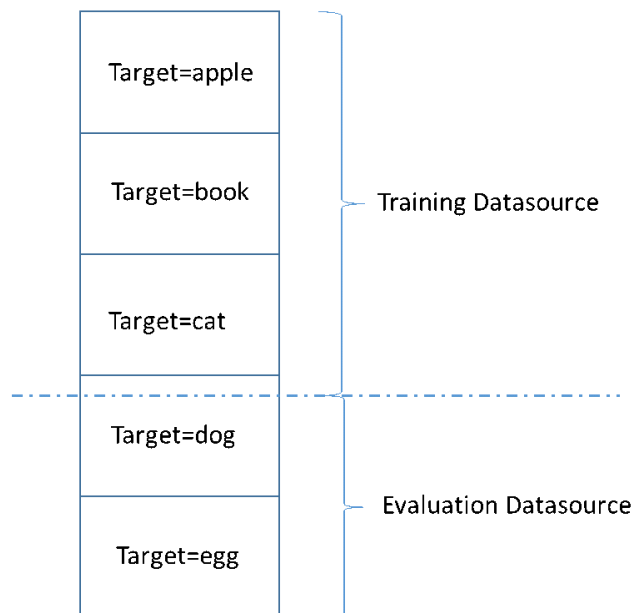 Target=apple
Target=book
Training Datasource
Target=cat
Target=dog
Evaluation Datasource
Target=egg